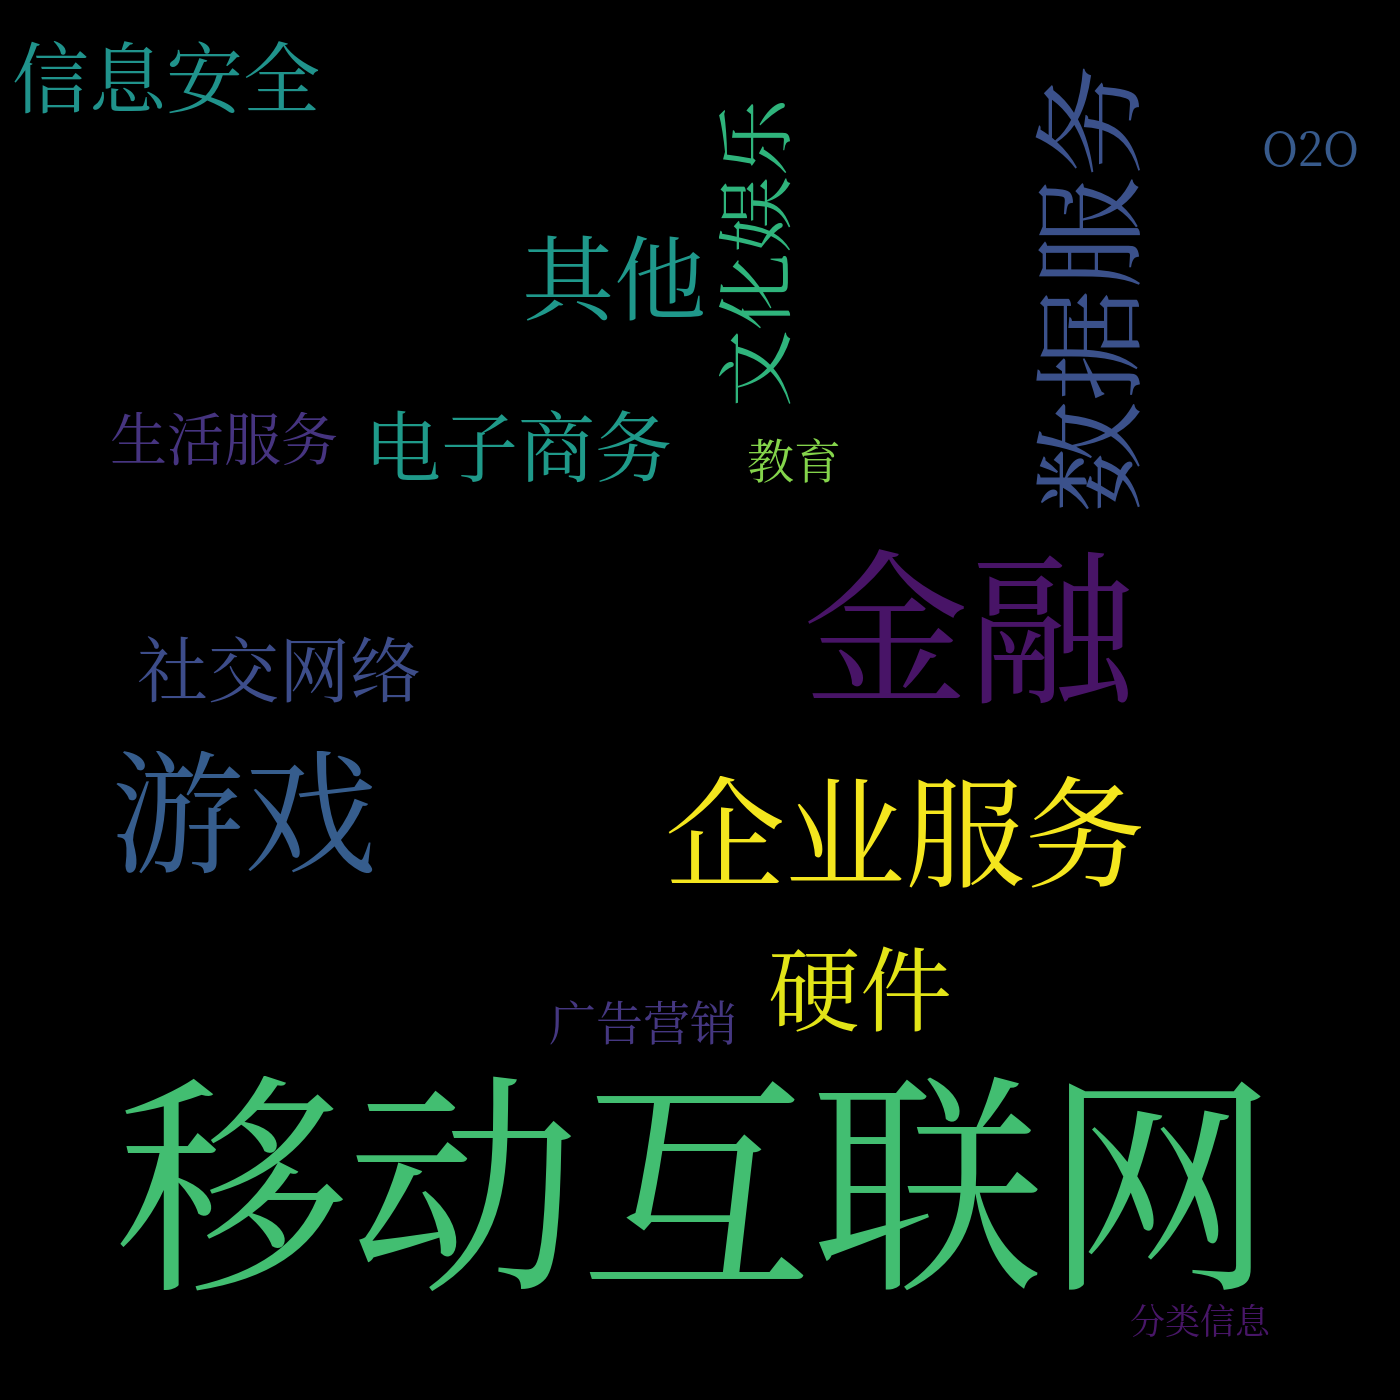 信息安全
文化娱乐
数据服务
O2O
其他
生活服务
电子商务
教育
金融
社交网络
游戏
企业服务
硬件
广告营销
移动互联网
分类信息